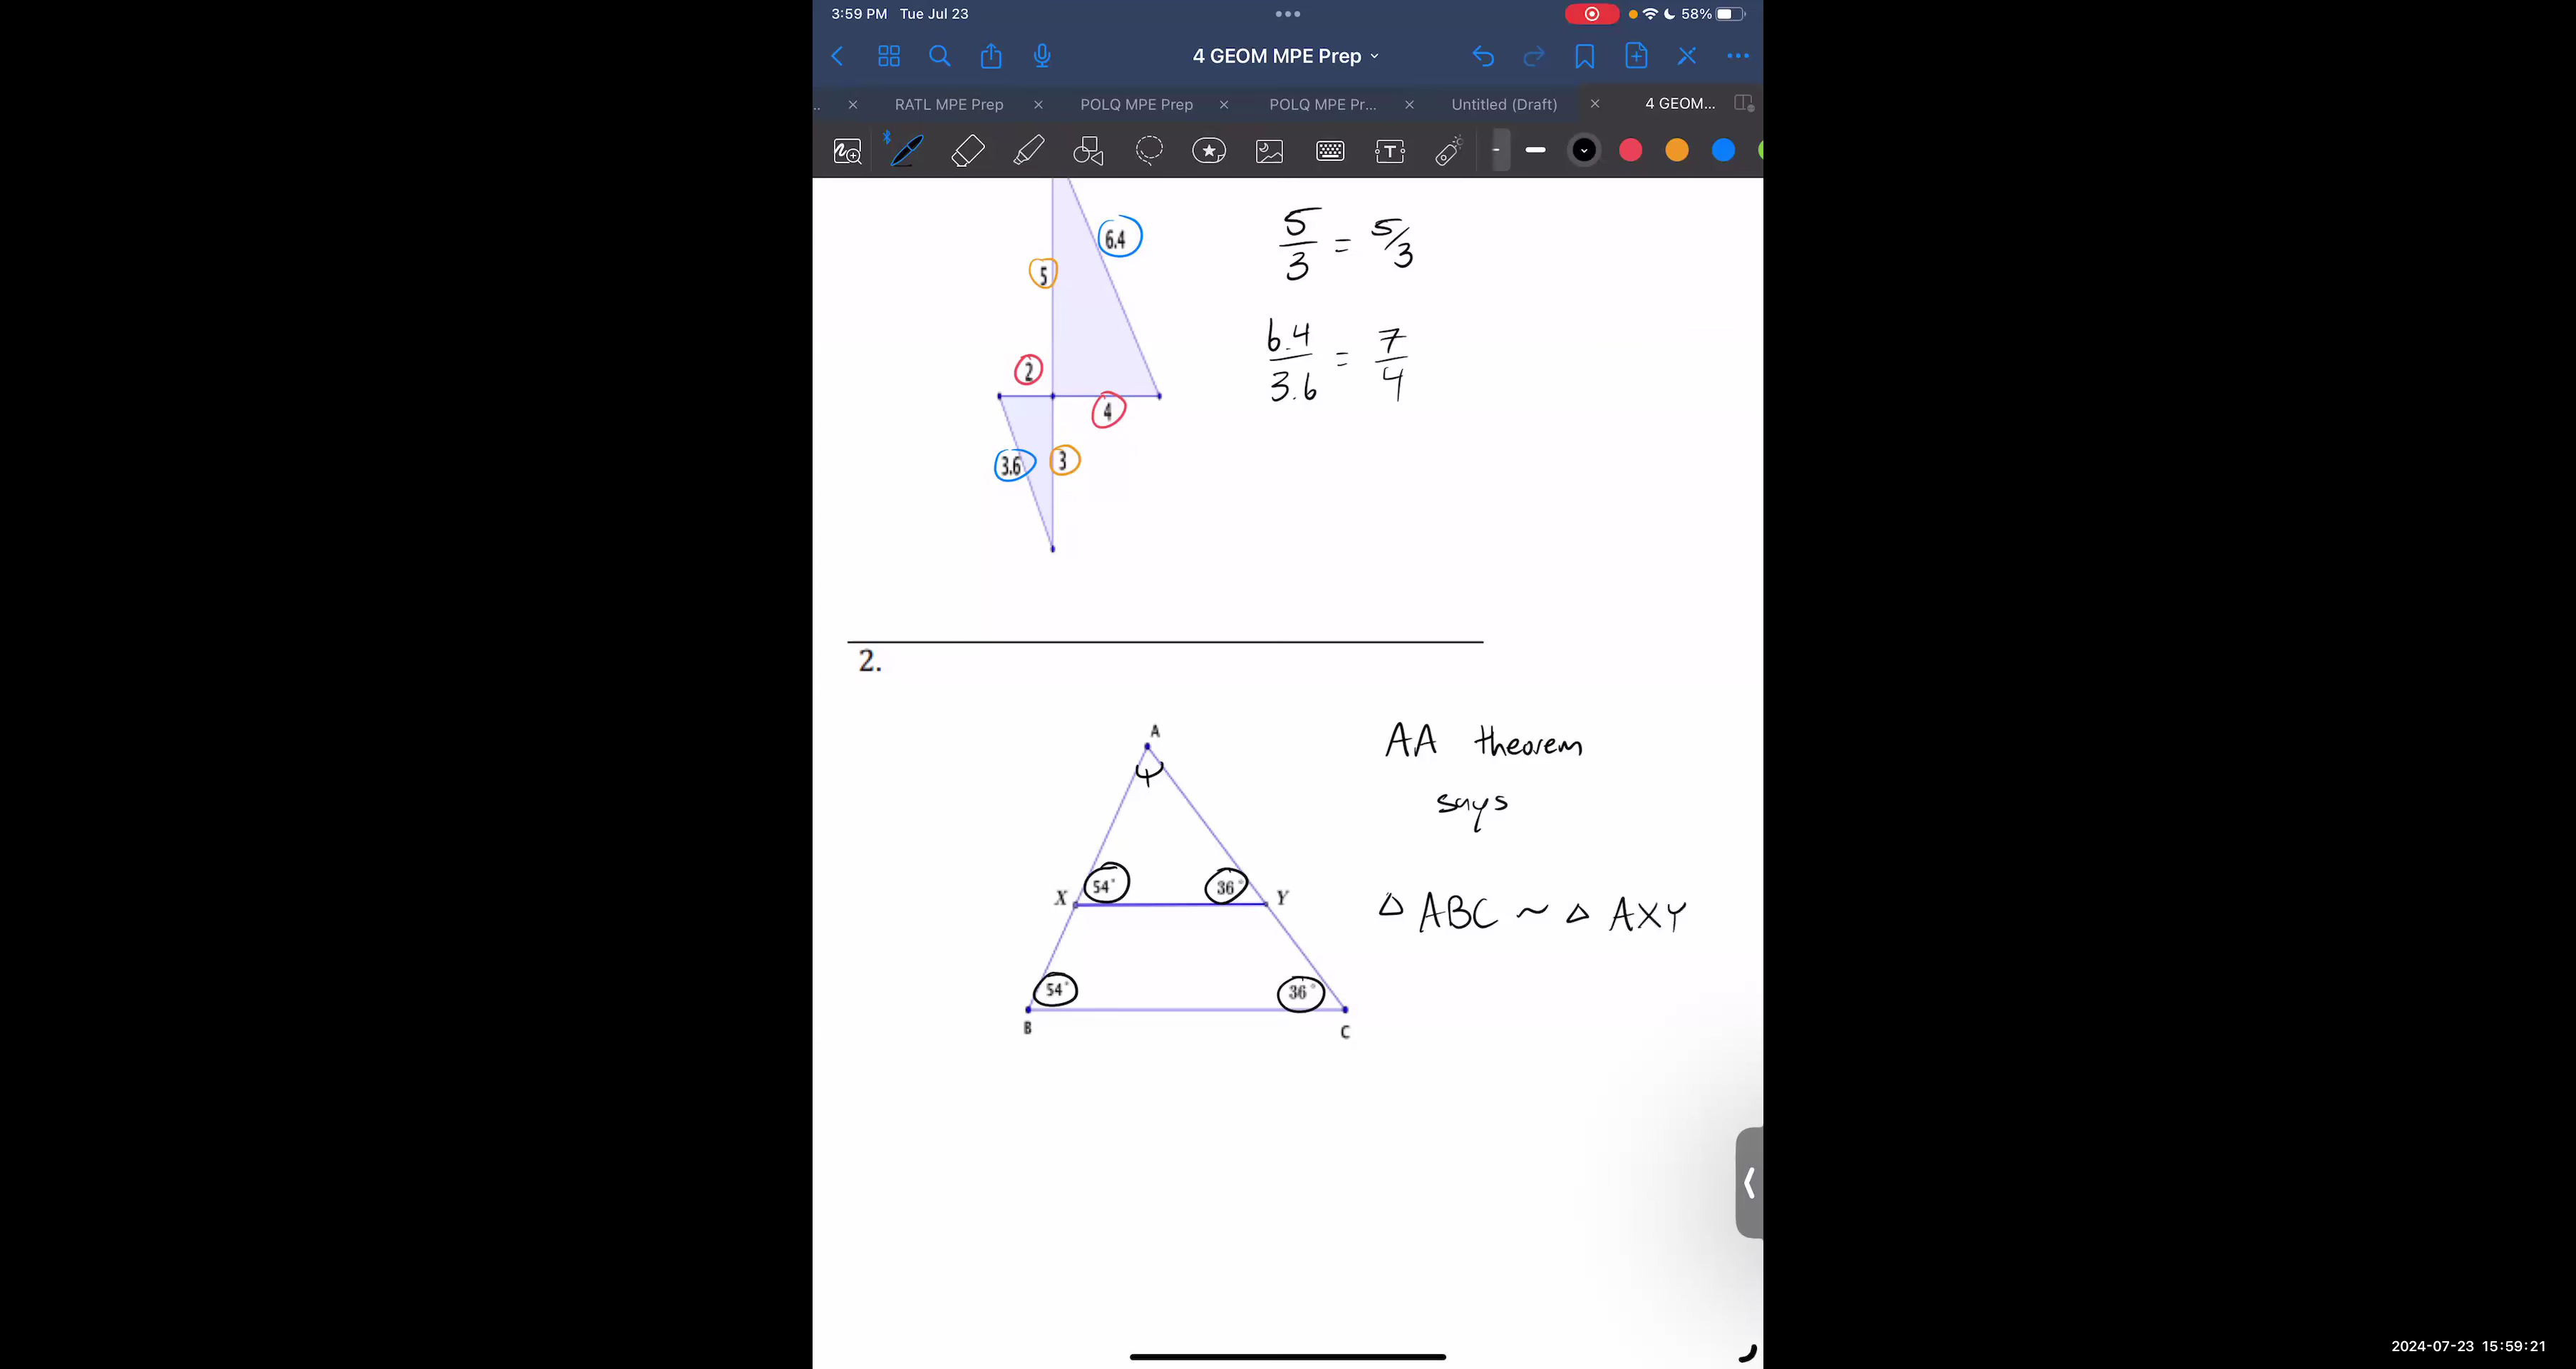 3:59 PM Tue Jul 23
58%
4 GEOM MPE Prep
RATL MPE Prep
POLQ MPE Prep
POLQ MPE Pr...
Untitled (Draft)
4 GEOM...
6.4
5
2
4
3.6
3
5/3 = 5/3
6.4/3.6 = 7/4
2.
A
54° 36°
X Y
54° 36°
B C
AA theorem
says
△ ABC ~ △ AXY
2024-07-23 15:59:21